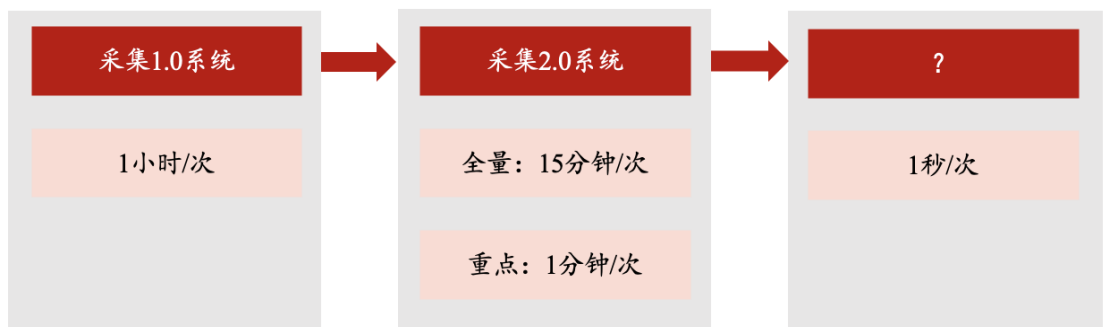 采集1.0系统
1小时/次
采集2.0系统
全量：15分钟/次
重点：1分钟/次
?
1秒/次